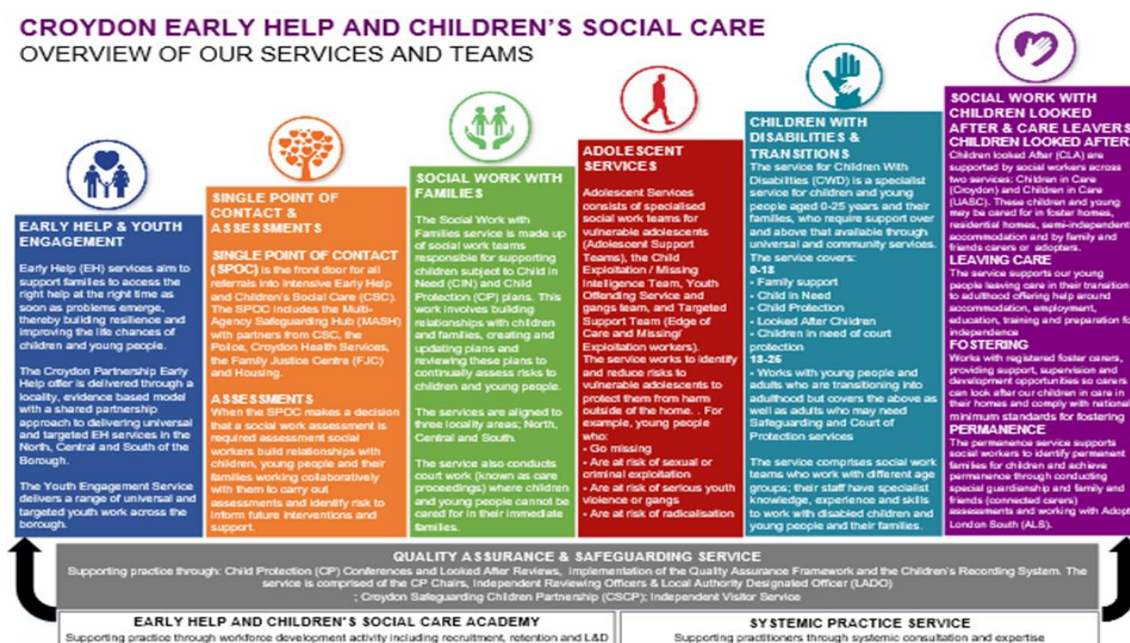 CROYDON EARLY HELP AND CHILDREN'S SOCIAL CARE
OVERVIEW OF OUR SERVICES AND TEAMS
EARLY HELP & YOUTH
ENGAGEMENT
Early Help (EH) services aim to
support families to access the
right help at the right time as
soon as problems emerge,
thereby building resilience and
improving the life chances of
children and young people.
The Croydon Partnership Early
Help offer is delivered through a
locality, evidence based model
with a shared partnership
approach to delivering universal
and targeted EH services in the
North, Central and South of the
Borough.
The Youth Engagement Service
delivers a range of universal and
targeted youth work across the
borough.
SINGLE POINT OF
CONTACT &
ASSESSMENTS
SINGLE POINT OF CONTACT
(SPOC) is the front door for all
referrals into Intensive Early Help
and Children's Social Care (CSC).
The SPOC includes the Multi-
Agency Safeguarding Hub (MASH)
with partners from CSC, the
Police, Croydon Health Services,
the Family Justice Centre (FJC)
and Housing.
ASSESSMENTS
When the SPOC makes a decision
that a social work assessment is
required assessment social
workers build relationships with
children, young people and their
families working collaboratively
with them to carry out
assessments and identify risk to
inform future interventions and
support.
SOCIAL WORK WITH
FAMILIES
The Social Work with
Families service is made up
of social work teams
responsible for supporting
children subject to Child in
Need (CIN) and Child
Protection (CP) plans. This
work involves building
relationships with children
and families, creating and
updating plans and
reviewing these plans to
continually assess risks to
children and young people.
The services are aligned to
three locality areas; North,
Central and South.
The service also conducts
court work (known as care
proceedings) where children
and young people cannot be
cared for in their immediate
families.
ADOLESCENT
SERVICES
Adolescent Services
consists of specialised
social work teams for
vulnerable adolescents
(Adolescent Support
Teams), the Child
Exploitation / Missing
Intelligence Team, Youth
Offending Service and
gangs team, and Targeted
Support Team (Edge of
Care and Missing/
Exploitation workers).
The service works to identify
and reduce risks to
vulnerable adolescents to
protect them from harm
outside of the home. . For
example, young people
who:
- Go missing
- Are at risk of sexual or
criminal exploitation
- Are at risk of serious youth
violence or gangs
- Are at risk of radicalisation
CHILDREN WITH
DISABILITIES &
TRANSITIONS
The service for Children With
Disabilities (CWD) is a specialist
service for children and young
people aged 0-25 years and their
families, who require support over
and above that available through
universal and community services.
The service covers:
0-18
- Family support
- Child in Need
- Child Protection
- Looked After Children
- Children in need of court
protection
18-25
- Works with young people and
adults who are transitioning into
adulthood but covers the above as
well as adults who may need
Safeguarding and Court of
Protection services
The service comprises social work
teams who work with different age
groups; their staff have specialist
knowledge, experience and skills
to work with disabled children and
young people and their families.
SOCIAL WORK WITH
CHILDREN LOOKED
AFTER & CARE LEAVERS
CHILDREN LOOKED AFTER
Children looked After (CLA) are
supported by social workers across
two services: Children in Care
(Croydon) and Children in Care
(UASC). These children and young
may be cared for in foster homes,
residential homes, semi-independent
accommodation and by family and
friends carers or adopters.
LEAVING CARE
The service supports our young
people leaving care in their transition
to adulthood offering help around
accommodation, employment,
education, training and preparation fo
independence
FOSTERING
Works with registered foster carers,
providing support, supervision and
development opportunities so carers
can look after our children in care in
their homes and comply with national
minimum standards for fostering
PERMANENCE
The permanence service supports
social workers to identify permanent
families for children and achieve
permanence through conducting
special guardianship and family and
friends (connected carers)
assessments and working with Adopt
London South (ALS).
QUALITY ASSURANCE & SAFEGUARDING SERVICE
Supporting practice through: Child Protection (CP) Conferences and Looked After Reviews, Implementation of the Quality Assurance Framework and the Children's Recording System. The
service is comprised of the CP Chairs, Independent Reviewing Officers & Local Authority Designated Officer (LADO)
; Croydon Safeguarding Children Partnership (CSCP); Independent Visitor Service
EARLY HELP AND CHILDREN'S SOCIAL CARE ACADEMY
Supporting practice through workforce development activity including recruitment, retention and L&D
SYSTEMIC PRACTICE SERVICE
Supporting practitioners through systemic consultation and expertise